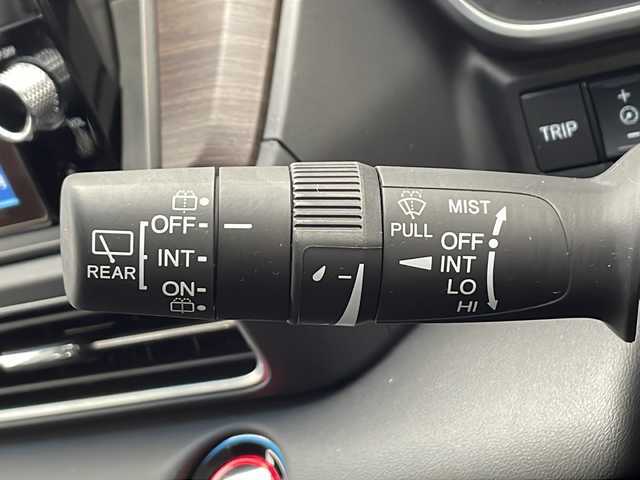 TRIP
OFF
REAR
INT
ON
MIST
PULL
OFF
INT
LO
HI